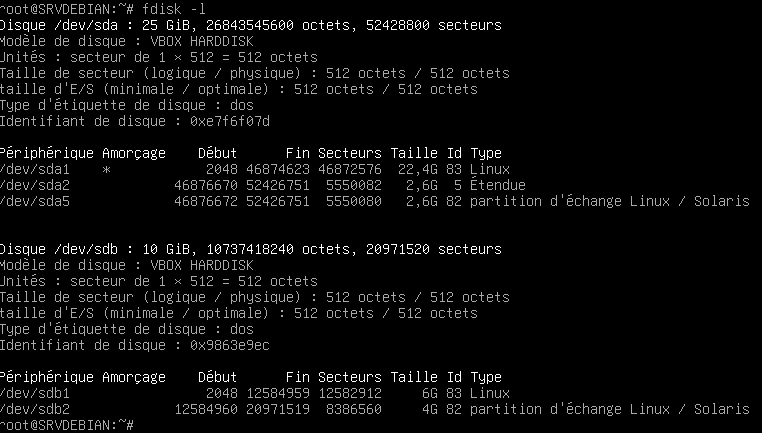 root@SRVDEBIAN:~# fdisk -l
Disque /dev/sda : 25 GiB, 26843545600 octets, 52428800 secteurs
Modèle de disque : VBOX HARDDISK
Unités : secteur de 1 × 512 = 512 octets
Taille de secteur (logique / physique) : 512 octets / 512 octets
taille d'E/S (minimale / optimale) : 512 octets / 512 octets
Type d'étiquette de disque : dos
Identifiant de disque : 0xe7f6f07d
Périphérique Amorçage Début Fin Secteurs Taille Id Type
/dev/sda1 * 2048 46874623 46872576 22,4G 83 Linux
/dev/sda2 46876670 52426751 5550082 2,6G 5 Étendue
/dev/sda5 46876672 52426751 5550080 2,6G 82 partition d'échange Linux / Solaris
Disque /dev/sdb : 10 GiB, 10737418240 octets, 20971520 secteurs
Modèle de disque : VBOX HARDDISK
Unités : secteur de 1 × 512 = 512 octets
Taille de secteur (logique / physique) : 512 octets / 512 octets
taille d'E/S (minimale / optimale) : 512 octets / 512 octets
Type d'étiquette de disque : dos
Identifiant de disque : 0x9863e9ec
Périphérique Amorçage Début Fin Secteurs Taille Id Type
/dev/sdb1 2048 12584959 12582912 6G 83 Linux
/dev/sdb2 12584960 20971519 8386560 4G 82 partition d'échange Linux / Solaris
root@SRVDEBIAN:~#